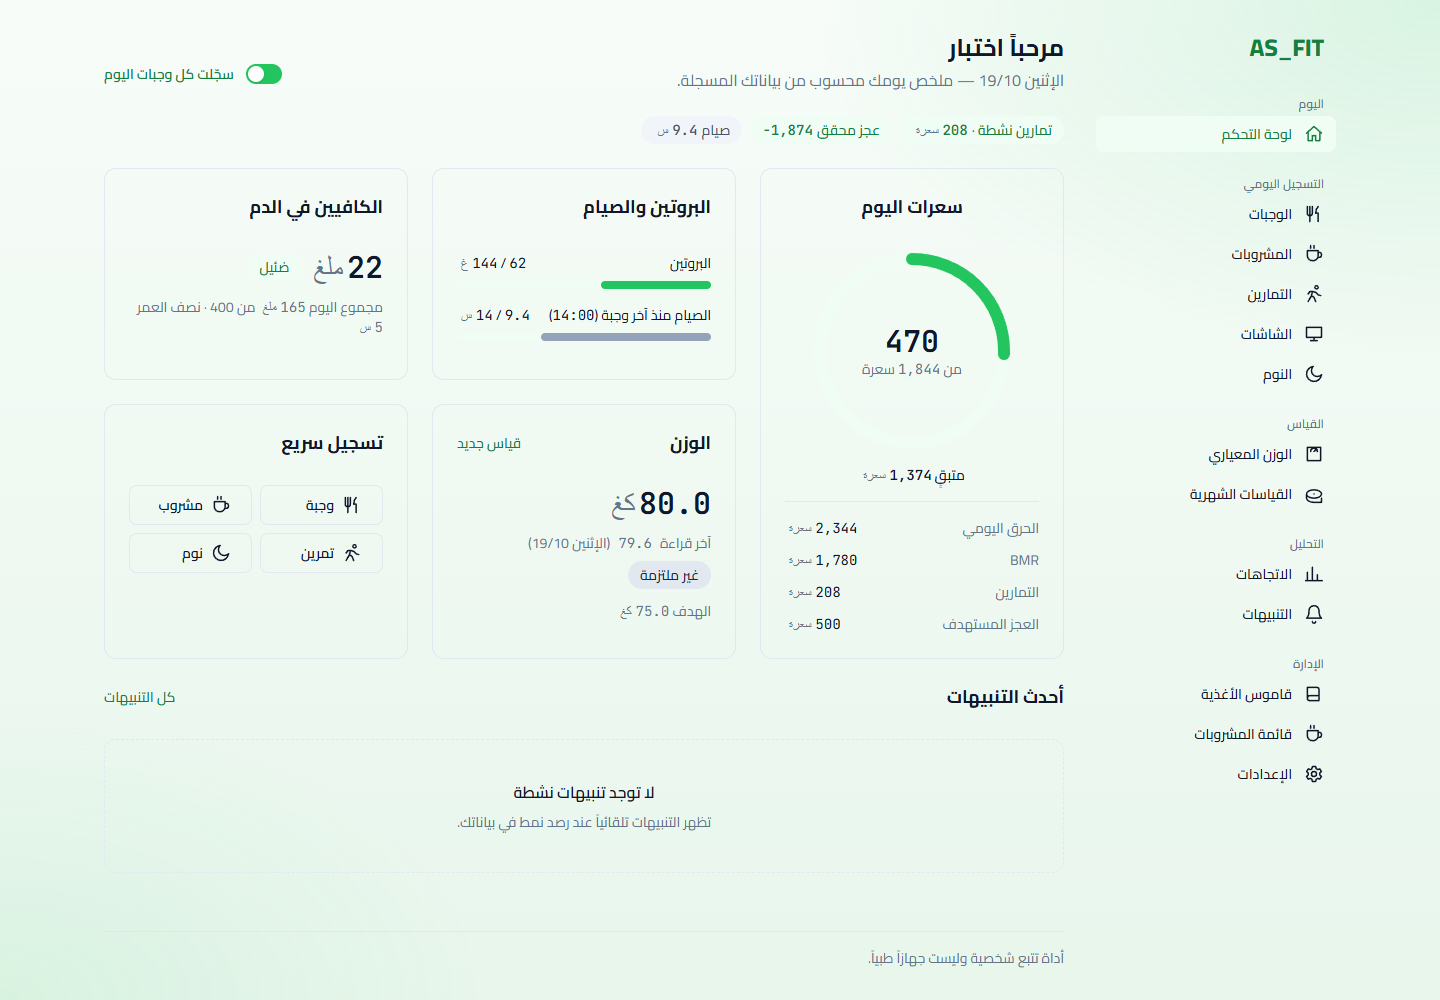 AS_FIT
اليوم
لوحة التحكم
التسجيل اليومي
الوجبات
المشروبات
التمارين
الشاشات
النوم
القياس
الوزن المعياري
القياسات الشهرية
التحليل
الاتجاهات
التنبيهات
الإدارة
قاموس الأغذية
قائمة المشروبات
الإعدادات
مرحباً اختبار
الإثنين 19/10 — ملخص يومك محسوب من بياناتك المسجلة.
سجّلت كل وجبات اليوم
تمارين نشطة · 208 سعرة
عجز محقق 1,874-
صيام 9.4 س
سعرات اليوم
470
من 1,844 سعرة
متبقٍ 1,374 سعرة
الحرق اليومي 2,344 سعرة
BMR 1,780 سعرة
التمارين 208 سعرة
العجز المستهدف 500 سعرة
البروتين والصيام
البروتين 62 / 144 غ
الصيام منذ آخر وجبة (14:00) 9.4 / 14 س
الكافيين في الدم
22 ملغ ضئيل
مجموع اليوم 165 ملغ من 400 · نصف العمر
5 س
الوزن
قياس جديد
80.0 كغ
آخر قراءة 79.6 (الإثنين 19/10)
غير ملتزمة
الهدف 75.0 كغ
تسجيل سريع
وجبة
مشروب
تمرين
نوم
أحدث التنبيهات
كل التنبيهات
لا توجد تنبيهات نشطة
تظهر التنبيهات تلقائياً عند رصد نمط في بياناتك.
أداة تتبع شخصية وليست جهازاً طبياً.